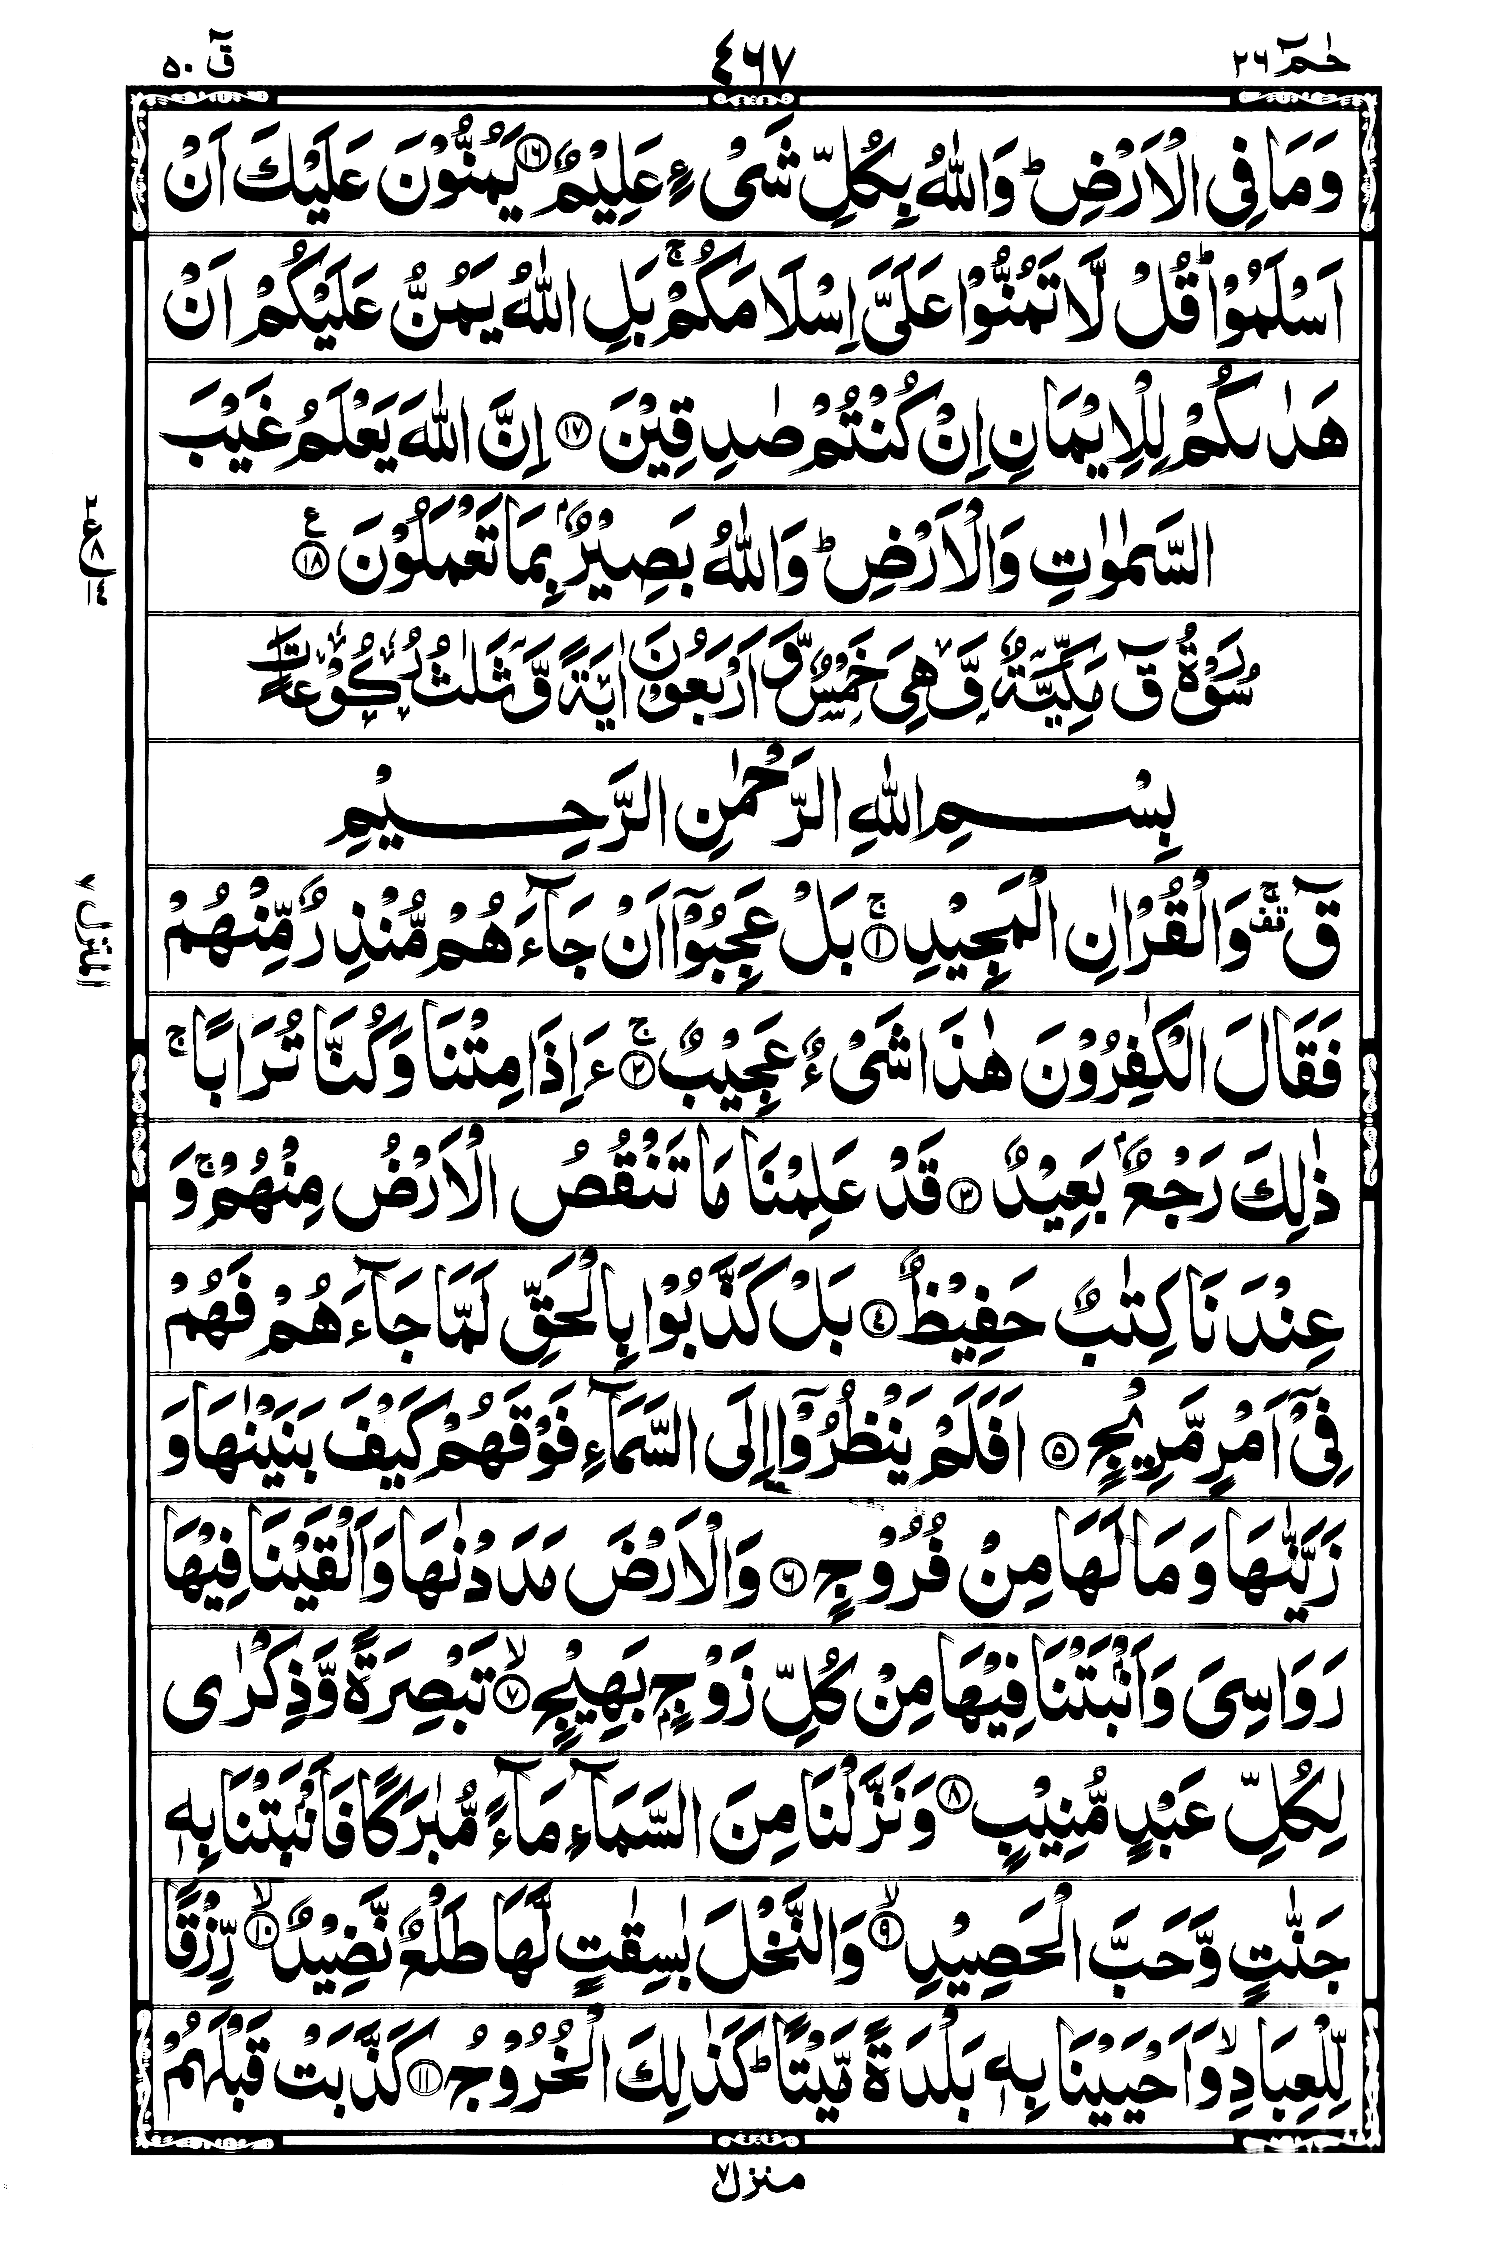 حٰمٓ ٢٦
٤٦٧
قٓ ٥٠
وَمَا فِى الْاَرْضِ ؕ وَاللّٰهُ بِكُلِّ شَىْءٍ عَلِيْمٌ ۝١٦ يَمُنُّوْنَ عَلَيْكَ اَنْ
اَسْلَمُوْا ؕ قُلْ لَّا تَمُنُّوْا عَلَىَّ اِسْلَامَكُمْ ۚ بَلِ اللّٰهُ يَمُنُّ عَلَيْكُمْ اَنْ
هَدٰىكُمْ لِلْاِيْمَانِ اِنْ كُنْتُمْ صٰدِقِيْنَ ۝١٧ اِنَّ اللّٰهَ يَعْلَمُ غَيْبَ
السَّمٰوٰتِ وَالْاَرْضِ ؕ وَاللّٰهُ بَصِيْرٌۢ بِمَا تَعْمَلُوْنَ ۝١٨ ع
سُوْرَةُ قٓ مَكِّيَّةٌ وَّهِىَ خَمْسٌ وَّاَرْبَعُوْنَ اٰيَةً وَّثَلٰثُ رُكُوْعَاتٍ
بِسْمِ اللّٰهِ الرَّحْمٰنِ الرَّحِيْمِ
المنزل ٧
قٓ ۚ وَالْقُرْاٰنِ الْمَجِيْدِ ۝١ ۚ بَلْ عَجِبُوْۤا اَنْ جَآءَهُمْ مُّنْذِرٌ مِّنْهُمْ
فَقَالَ الْكٰفِرُوْنَ هٰذَا شَىْءٌ عَجِيْبٌ ۝٢ ۚ ءَاِذَا مِتْنَا وَكُنَّا تُرَابًا ۚ
ذٰلِكَ رَجْعٌۢ بَعِيْدٌ ۝٣ قَدْ عَلِمْنَا مَا تَنْقُصُ الْاَرْضُ مِنْهُمْ ۚ وَ
عِنْدَنَا كِتٰبٌ حَفِيْظٌ ۝٤ بَلْ كَذَّبُوْا بِالْحَقِّ لَمَّا جَآءَهُمْ فَهُمْ
فِىْۤ اَمْرٍ مَّرِيْجٍ ۝٥ اَفَلَمْ يَنْظُرُوْۤا اِلَى السَّمَآءِ فَوْقَهُمْ كَيْفَ بَنَيْنٰهَا وَ
زَيَّنّٰهَا وَمَا لَهَا مِنْ فُرُوْجٍ ۝٦ وَالْاَرْضَ مَدَدْنٰهَا وَاَلْقَيْنَا فِيْهَا
رَوَاسِىَ وَاَنْۢبَتْنَا فِيْهَا مِنْ كُلِّ زَوْجٍۭ بَهِيْجٍ ۝٧ ۙ تَبْصِرَةً وَّذِكْرٰى
لِكُلِّ عَبْدٍ مُّنِيْبٍ ۝٨ وَنَزَّلْنَا مِنَ السَّمَآءِ مَآءً مُّبٰرَكًا فَاَنْۢبَتْنَا بِهٖ
جَنّٰتٍ وَّحَبَّ الْحَصِيْدِ ۝٩ ۙ وَالنَّخْلَ بٰسِقٰتٍ لَّهَا طَلْعٌ نَّضِيْدٌ ۝١٠ ۙ رِّزْقًا
لِّلْعِبَادِ ۙ وَاَحْيَيْنَا بِهٖ بَلْدَةً مَّيْتًا ؕ كَذٰلِكَ الْخُرُوْجُ ۝١١ كَذَّبَتْ قَبْلَهُمْ
منزل ٧